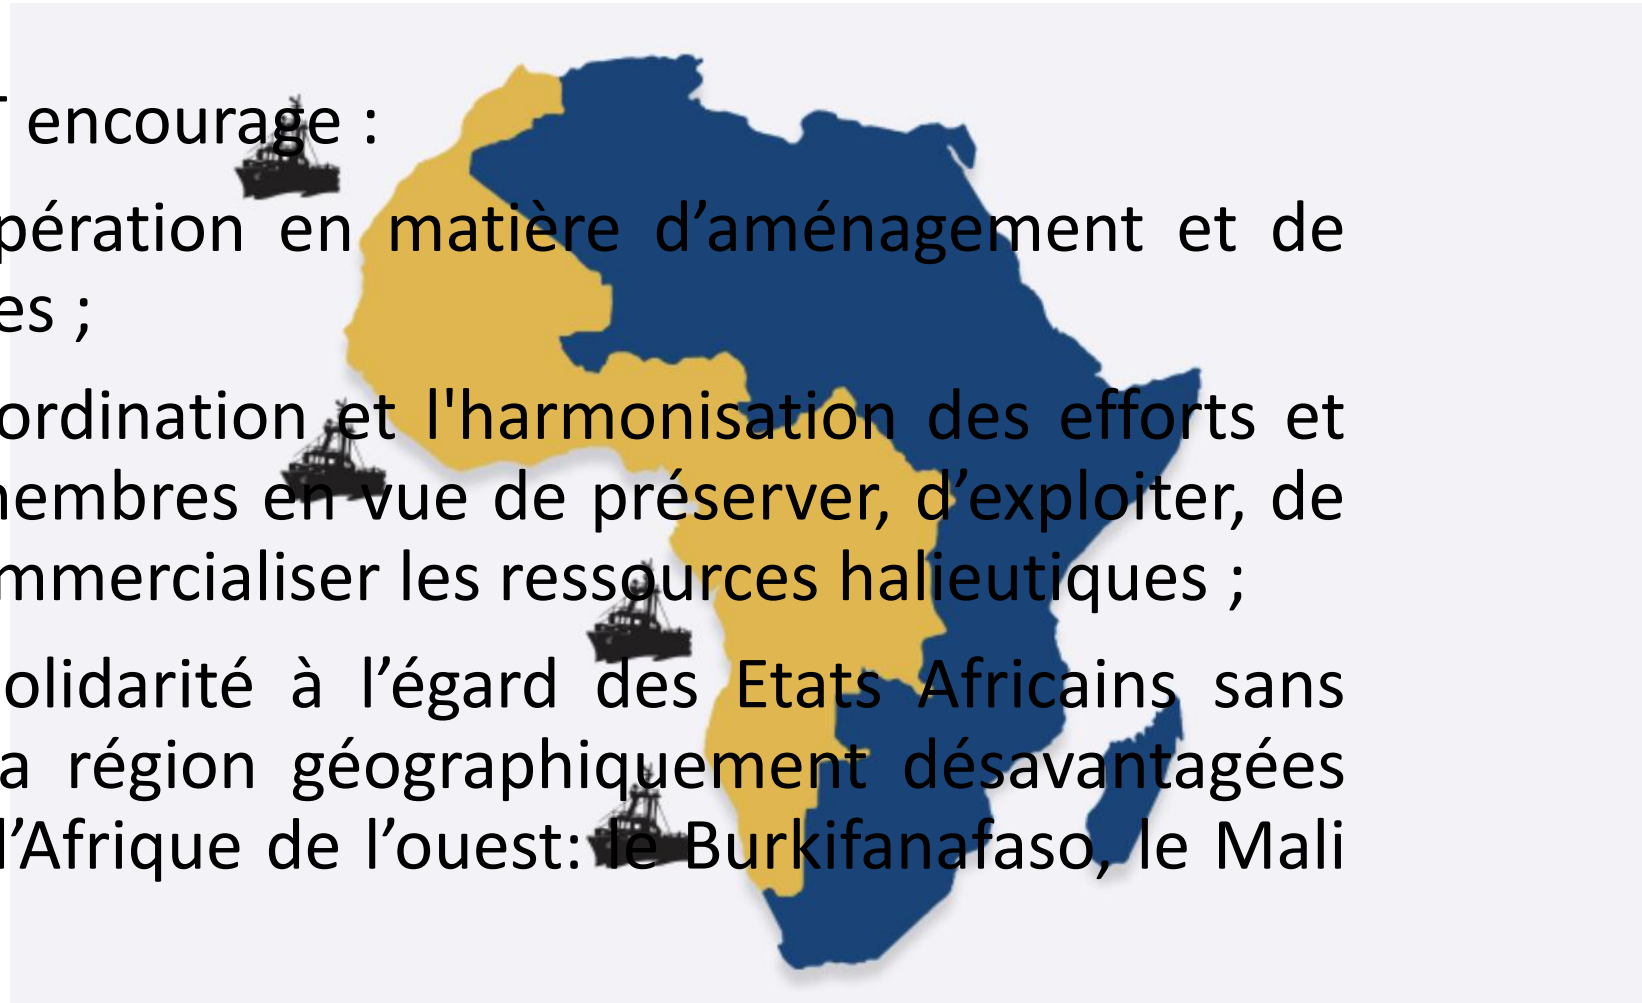 encourage :
pération en matière d’aménagement et de
es ;
ordination et l'harmonisation des efforts et
embres en vue de préserver, d’exploiter, de
mmercialiser les ressources halieutiques ;
olidarité à l’égard des Etats Africains sans
a région géographiquement désavantagées
l’Afrique de l’ouest: le Burkifanafaso, le Mali